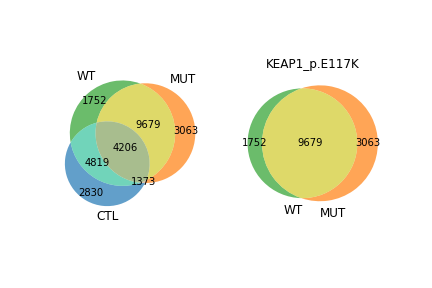 WT
MUT
1752
9679
3063
4206
4819
1373
2830
CTL
KEAP1_p.E117K
1752
9679
3063
WT
MUT